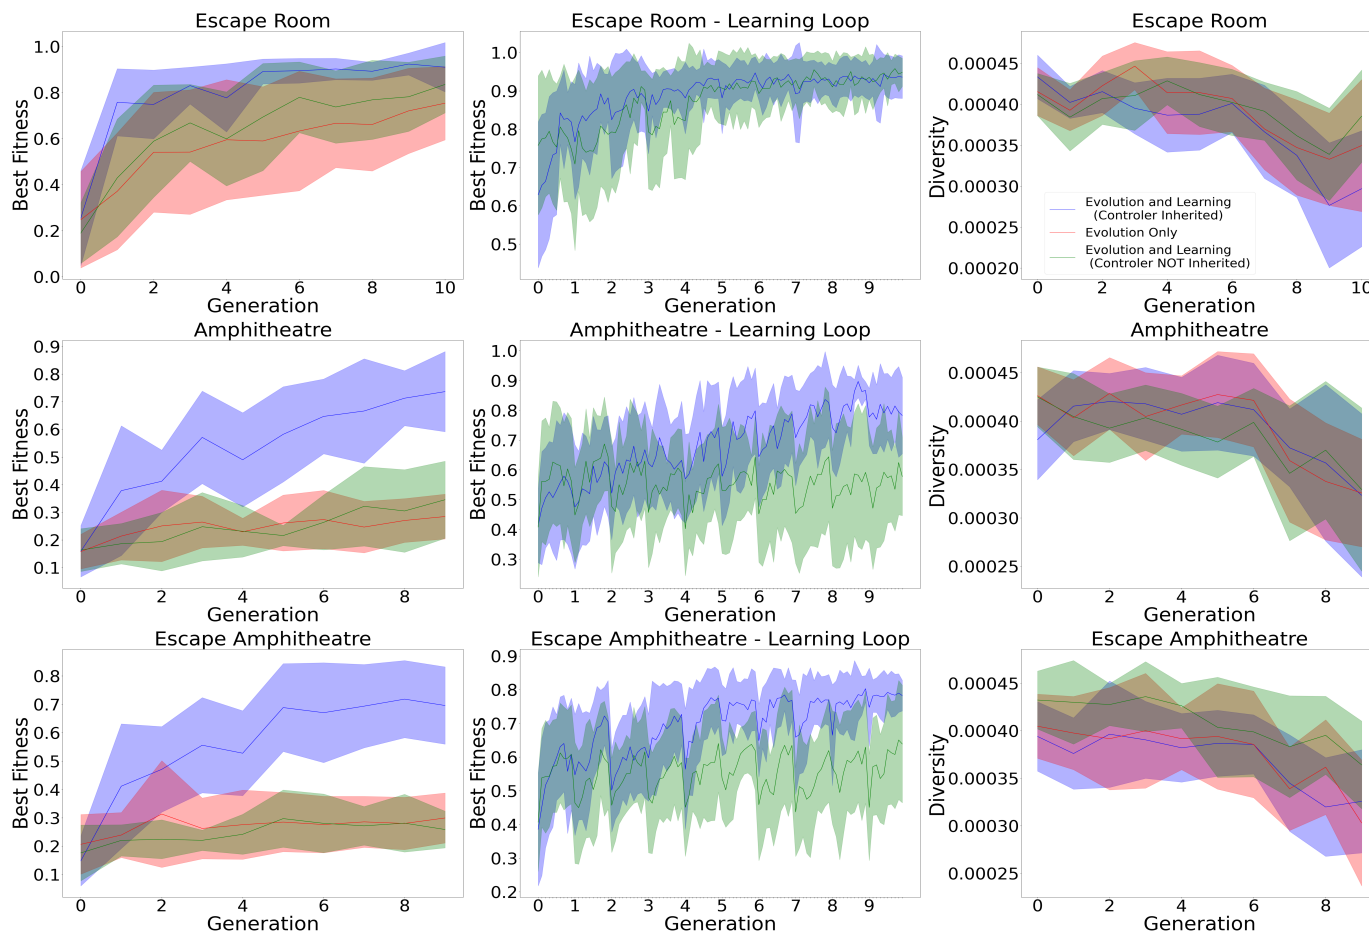 Escape Room
Best Fitness
1.0
0.8
0.6
0.4
0.2
0.0
0 2 4 6 8 10
Generation
Escape Room - Learning Loop
Best Fitness
1.0
0.9
0.8
0.7
0.6
0.5
0 1 2 3 4 5 6 7 8 9
Generation
Escape Room
Diversity
0.00045
0.00040
0.00035
0.00030
0.00025
0.00020
Evolution and Learning
(Controler Inherited)
Evolution Only
Evolution and Learning
(Controler NOT Inherited)
0 2 4 6 8 10
Generation
Amphitheatre
Best Fitness
0.9
0.8
0.7
0.6
0.5
0.4
0.3
0.2
0.1
0 2 4 6 8
Generation
Amphitheatre - Learning Loop
Best Fitness
1.0
0.9
0.8
0.7
0.6
0.5
0.4
0.3
0 1 2 3 4 5 6 7 8 9
Generation
Amphitheatre
Diversity
0.00045
0.00040
0.00035
0.00030
0.00025
0 2 4 6 8
Generation
Escape Amphitheatre
Best Fitness
0.8
0.7
0.6
0.5
0.4
0.3
0.2
0.1
0 2 4 6 8
Generation
Escape Amphitheatre - Learning Loop
Best Fitness
0.9
0.8
0.7
0.6
0.5
0.4
0.3
0.2
0 1 2 3 4 5 6 7 8 9
Generation
Escape Amphitheatre
Diversity
0.00045
0.00040
0.00035
0.00030
0.00025
0 2 4 6 8
Generation